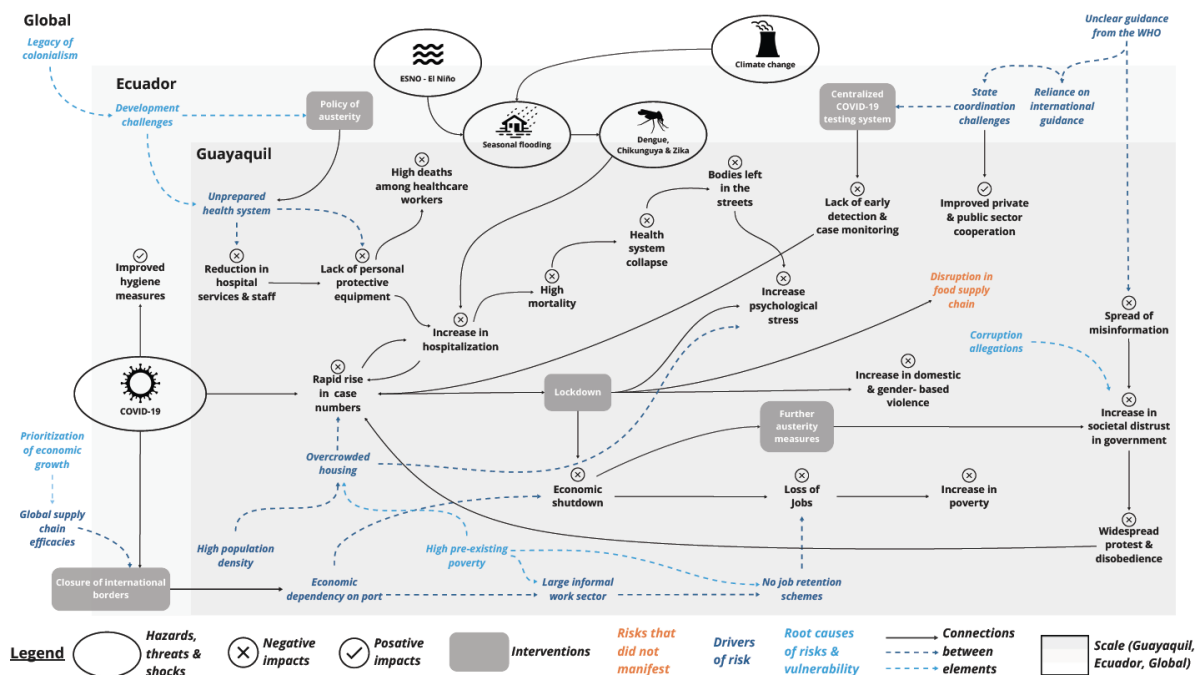 Global
Legacy of
colonialism
Unclear guidance
from the WHO
ESNO - El Niño
Climate change
Ecuador
Development
challenges
Policy of
austerity
Seasonal flooding
Dengue,
Chikunguya & Zika
Centralized
COVID-19
testing system
State
coordination
challenges
Reliance on
international
guidance
Guayaquil
High deaths
among healthcare
workers
Bodies left
in the
streets
Unprepared
health system
Lack of early
detection &
case monitoring
Improved private
& public sector
cooperation
Health
system
collapse
Improved
hygiene
measures
Reduction in
hospital
services & staff
Lack of personal
protective
equipment
High
mortality
Increase
psychological
stress
Disruption in
food supply
chain
Spread of
misinformation
Increase in
hospitalization
Corruption
allegations
COVID-19
Rapid rise
in case
numbers
Lockdown
Increase in domestic
& gender- based
violence
Further
austerity
measures
Increase in
societal distrust
in government
Prioritization
of economic
growth
Overcrowded
housing
Economic
shutdown
Loss of
Jobs
Increase in
poverty
Global supply
chain
efficacies
High population
density
High pre-existing
poverty
Widespread
protest &
disobedience
Closure of international
borders
Economic
dependency on port
Large informal
work sector
No job retention
schemes
Legend
Hazards,
threats &
shocks
Negative
impacts
Posative
impacts
Interventions
Risks that
did not
manifest
Drivers
of risk
Root causes
of risks &
vulnerability
Connections
between
elements
Scale (Guayaquil,
Ecuador, Global)